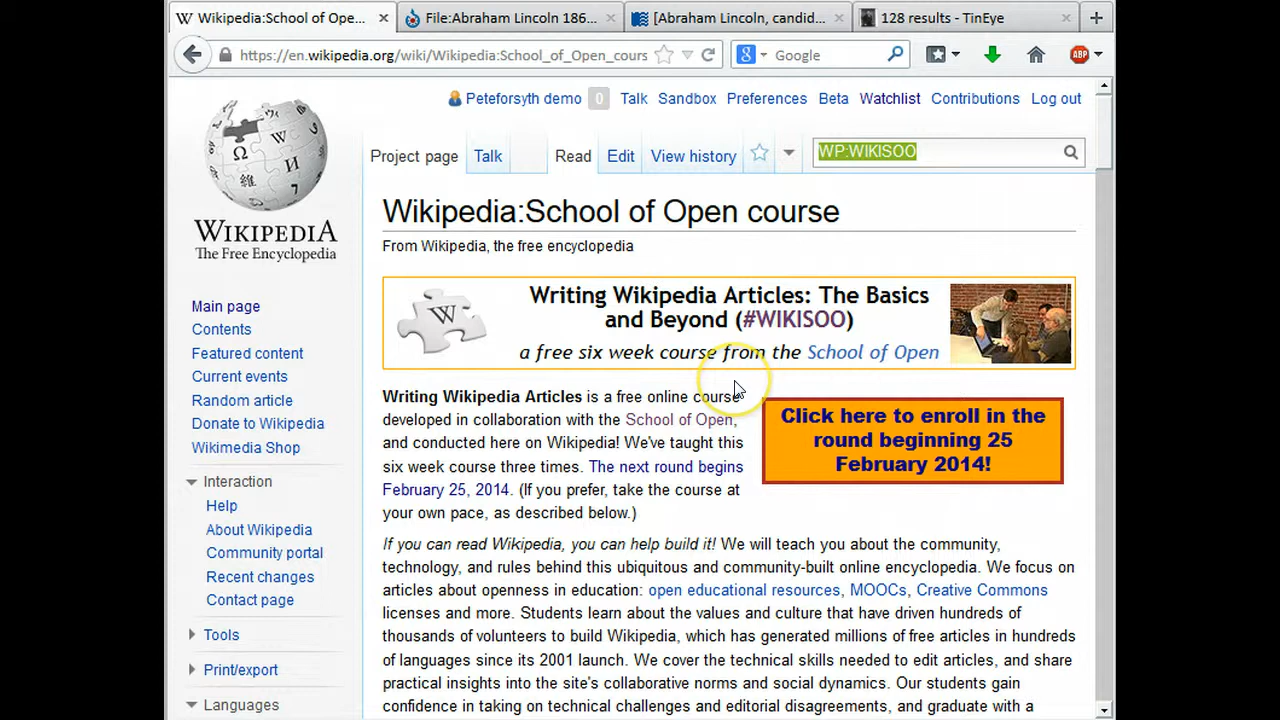 Wikipedia:School of Ope...
File:Abraham Lincoln 186...
[Abraham Lincoln, candid...
128 results - TinEye
https://en.wikipedia.org/wiki/Wikipedia:School_of_Open_cours
Google
ABP
Peteforsyth demo 0 Talk Sandbox Preferences Beta Watchlist Contributions Log out
Project page Talk Read Edit View history WP:WIKISOO
WIKIPEDIA
The Free Encyclopedia
Main page
Contents
Featured content
Current events
Random article
Donate to Wikipedia
Wikimedia Shop
Interaction
Help
About Wikipedia
Community portal
Recent changes
Contact page
Tools
Print/export
Languages
Wikipedia:School of Open course
From Wikipedia, the free encyclopedia
Writing Wikipedia Articles: The Basics
and Beyond (#WIKISOO)
a free six week course from the School of Open
Writing Wikipedia Articles is a free online course
developed in collaboration with the School of Open,
and conducted here on Wikipedia! We've taught this
six week course three times. The next round begins
February 25, 2014. (If you prefer, take the course at
your own pace, as described below.)
Click here to enroll in the
round beginning 25
February 2014!
If you can read Wikipedia, you can help build it! We will teach you about the community,
technology, and rules behind this ubiquitous and community-built online encyclopedia. We focus on
articles about openness in education: open educational resources, MOOCs, Creative Commons
licenses and more. Students learn about the values and culture that have driven hundreds of
thousands of volunteers to build Wikipedia, which has generated millions of free articles in hundreds
of languages since its 2001 launch. We cover the technical skills needed to edit articles, and share
practical insights into the site's collaborative norms and social dynamics. Our students gain
confidence in taking on technical challenges and editorial disagreements, and graduate with a